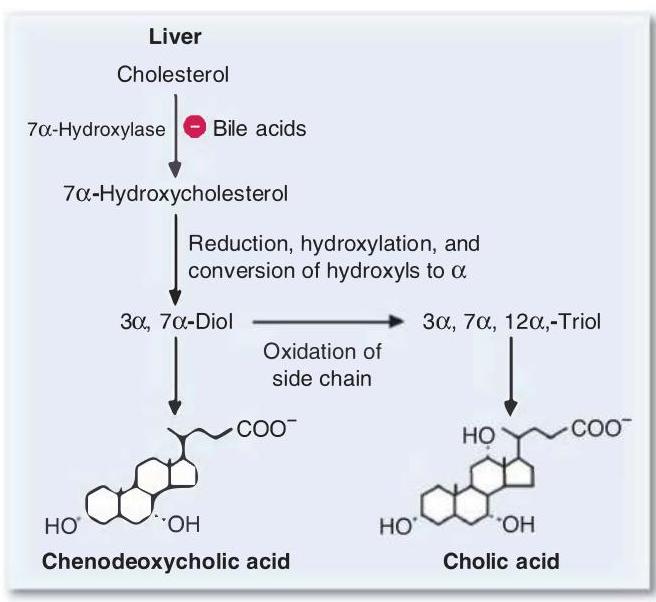 Liver
Cholesterol
7α-Hydroxylase
− Bile acids
7α-Hydroxycholesterol
Reduction, hydroxylation, and
conversion of hydroxyls to α
3α, 7α-Diol
3α, 7α, 12α,-Triol
Oxidation of
side chain
COO⁻
HO
OH
Chenodeoxycholic acid
HO
COO⁻
HO
OH
Cholic acid